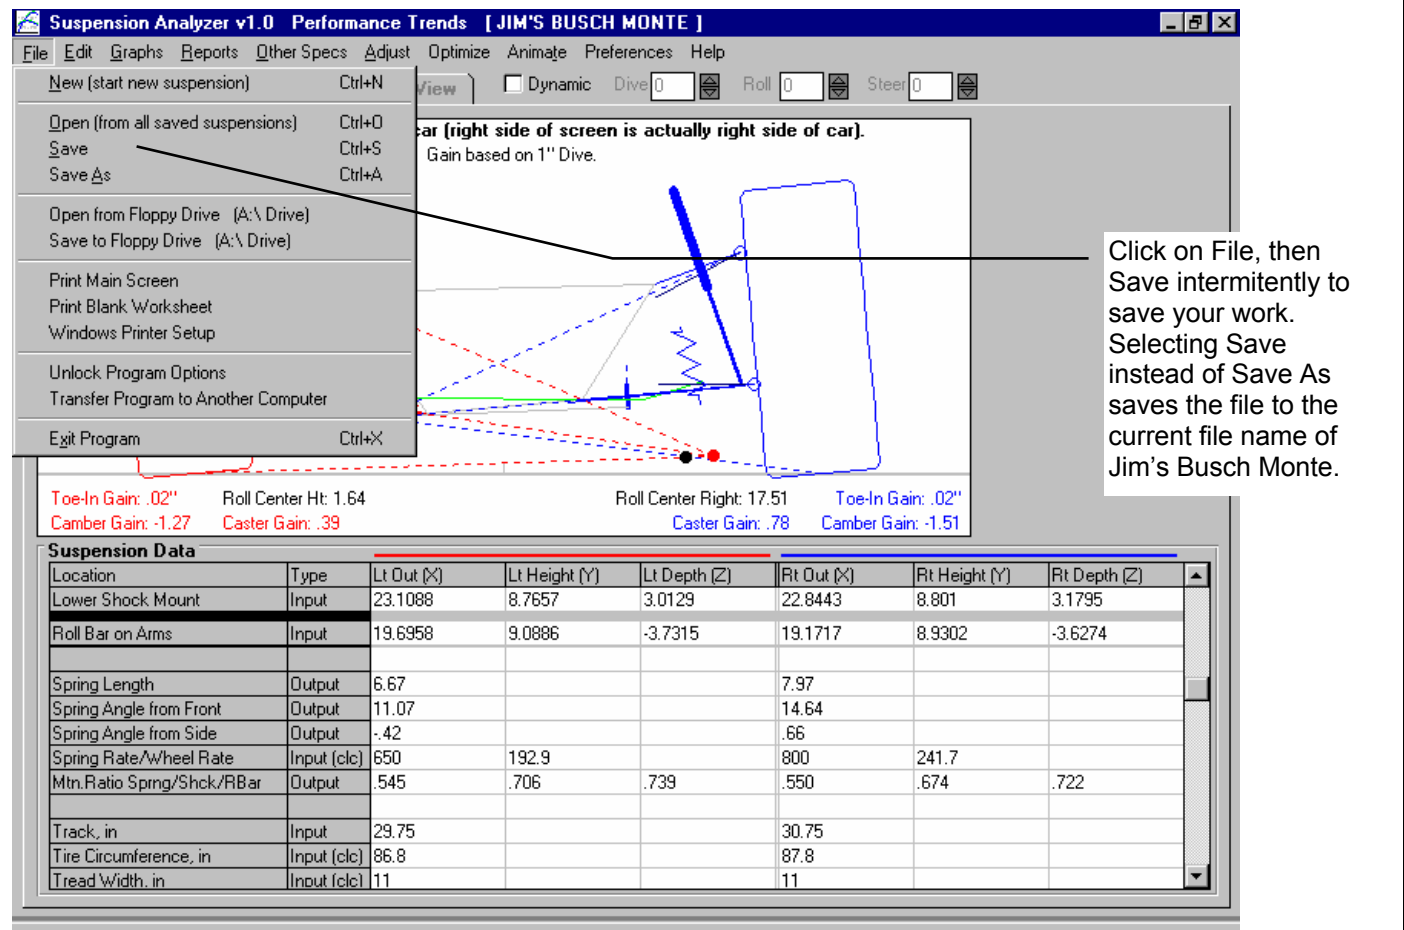 Suspension Analyzer v1.0   Performance Trends   [ JIM'S BUSCH MONTE ]
File Edit Graphs Reports Other Specs Adjust Optimize Animate Preferences Help
New (start new suspension) Ctrl+N
View Dynamic Dive 0 Roll 0 Steer 0
Open (from all saved suspensions) Ctrl+O
car (right side of screen is actually right side of car).
Save Ctrl+S
Gain based on 1" Dive.
Save As Ctrl+A
Open from Floppy Drive (A:\ Drive)
Save to Floppy Drive (A:\ Drive)
Print Main Screen
Print Blank Worksheet
Windows Printer Setup
Unlock Program Options
Transfer Program to Another Computer
Exit Program Ctrl+X
Click on File, then
Save intermitently to
save your work.
Selecting Save
instead of Save As
saves the file to the
current file name of
Jim's Busch Monte.
Toe-In Gain: .02" Roll Center Ht: 1.64 Roll Center Right: 17.51 Toe-In Gain: .02"
Camber Gain: -1.27 Caster Gain: .39 Caster Gain: .78 Camber Gain: -1.51
Suspension Data
Location Type Lt Out (X) Lt Height (Y) Lt Depth (Z) Rt Out (X) Rt Height (Y) Rt Depth (Z)
Lower Shock Mount Input 23.1088 8.7657 3.0129 22.8443 8.801 3.1795
Roll Bar on Arms Input 19.6958 9.0886 -3.7315 19.1717 8.9302 -3.6274
Spring Length Output 6.67 7.97
Spring Angle from Front Output 11.07 14.64
Spring Angle from Side Output -.42 .66
Spring Rate/Wheel Rate Input (clc) 650 192.9 800 241.7
Mtn.Ratio Sprng/Shck/RBar Output .545 .706 .739 .550 .674 .722
Track, in Input 29.75 30.75
Tire Circumference, in Input (clc) 86.8 87.8
Tread Width, in Input (clc) 11 11